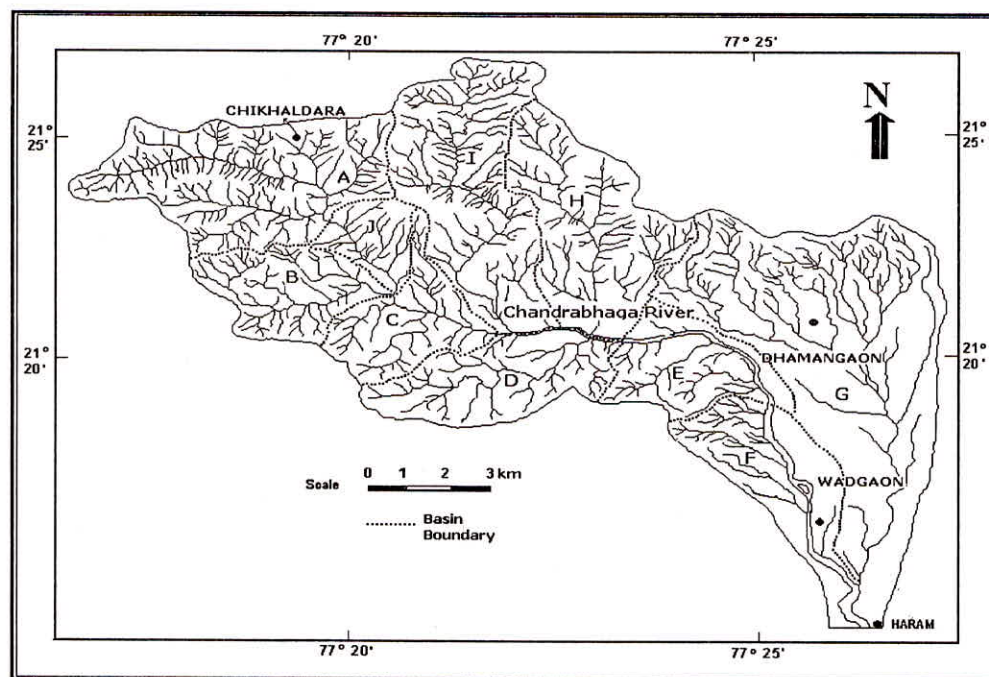 77° 20'
77° 25'
N
CHIKHALDARA
21°
25'
21°
25'
I
A
H
J
B
C
Chandrabhaga River
21°
20'
21°
20'
DHAMANGAON
E
D
G
F
WADGAON
0 1 2 3 km
Scale
Basin
Boundary
HARAM
77° 20'
77° 25'